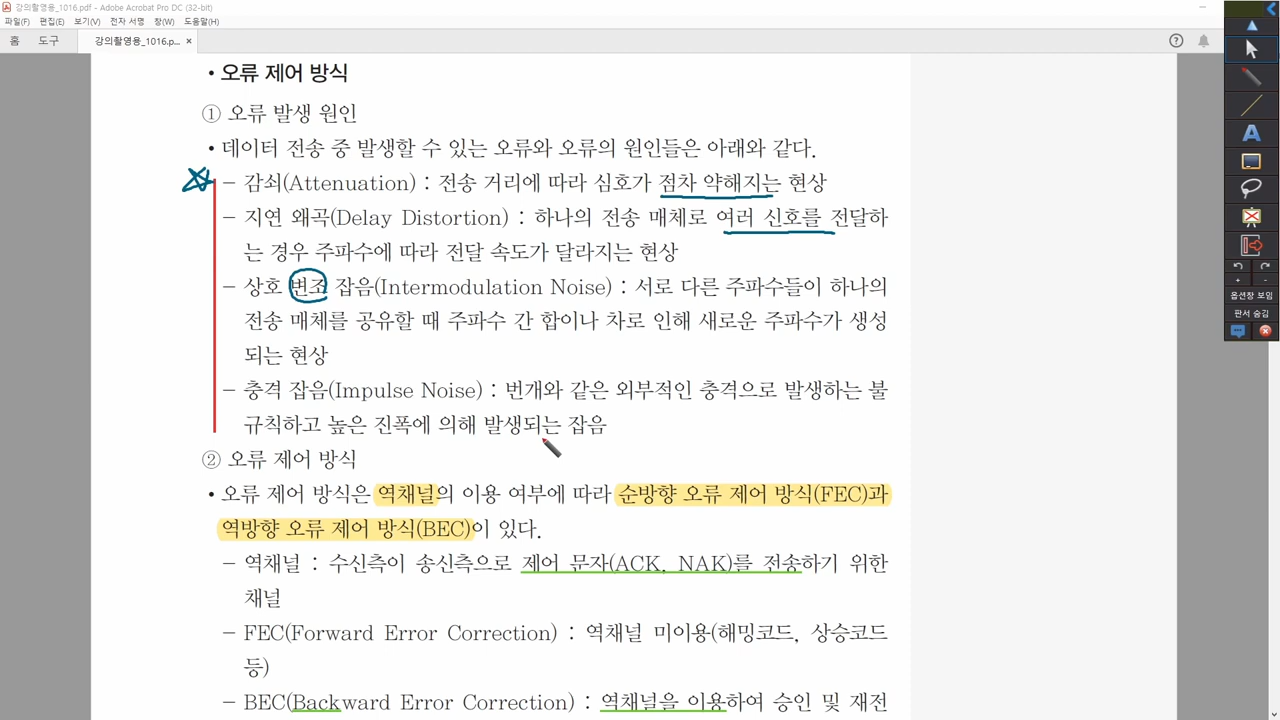 강의촬영용_1016.pdf - Adobe Acrobat Pro DC (32-bit)
파일(F) 편집(E) 보기(V) 전자 서명 창(W) 도움말(H)
홈 도구 강의촬영용_1016.p... ×
• 오류 제어 방식
① 오류 발생 원인
• 데이터 전송 중 발생할 수 있는 오류와 오류의 원인들은 아래와 같다.
– 감쇠(Attenuation) : 전송 거리에 따라 심호가 점차 약해지는 현상
– 지연 왜곡(Delay Distortion) : 하나의 전송 매체로 여러 신호를 전달하
는 경우 주파수에 따라 전달 속도가 달라지는 현상
– 상호 변조 잡음(Intermodulation Noise) : 서로 다른 주파수들이 하나의
전송 매체를 공유할 때 주파수 간 합이나 차로 인해 새로운 주파수가 생성
되는 현상
– 충격 잡음(Impulse Noise) : 번개와 같은 외부적인 충격으로 발생하는 불
규칙하고 높은 진폭에 의해 발생되는 잡음
② 오류 제어 방식
• 오류 제어 방식은 역채널의 이용 여부에 따라 순방향 오류 제어 방식(FEC)과
역방향 오류 제어 방식(BEC)이 있다.
– 역채널 : 수신측이 송신측으로 제어 문자(ACK, NAK)를 전송하기 위한
채널
– FEC(Forward Error Correction) : 역채널 미이용(해밍코드, 상승코드
등)
– BEC(Backward Error Correction) : 역채널을 이용하여 승인 및 재전
A
+ -
옵션장 보임
판서 숨김